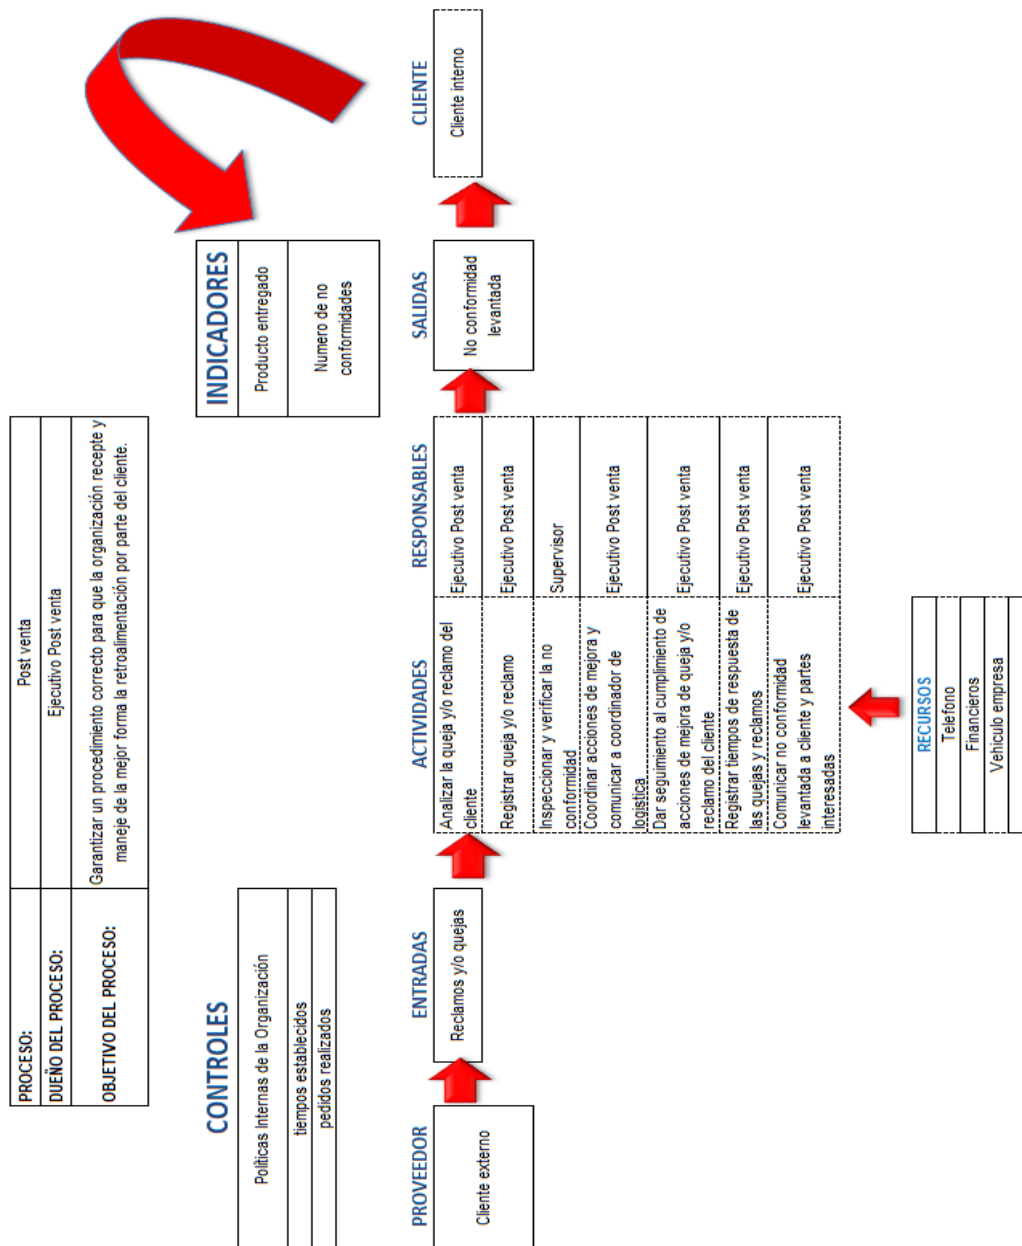 PROCESO:
Post venta
DUEÑO DEL PROCESO:
Ejecutivo Post venta
OBJETIVO DEL PROCESO:
Garantizar un procedimiento correcto para que la organización recepte y
maneje de la mejor forma la retroalimentación por parte del cliente.
CONTROLES
Políticas Internas de la Organización
tiempos establecidos
pedidos realizados
INDICADORES
Producto entregado
Numero de no
conformidades
PROVEEDOR
Cliente externo
ENTRADAS
Reclamos y/o quejas
ACTIVIDADES
RESPONSABLES
Analizar la queja y/o reclamo del
cliente
Ejecutivo Post venta
Registrar queja y/o reclamo
Ejecutivo Post venta
Inspeccionar y verificar la no
conformidad
Supervisor
Coordinar acciones de mejora y
comunicar a coordinador de
logistica
Ejecutivo Post venta
Dar seguimiento al cumplimiento de
acciones de mejora de queja y/o
reclamo del cliente
Ejecutivo Post venta
Registrar tiempos de respuesta de
las quejas y reclamos
Ejecutivo Post venta
Comunicar no conformidad
levantada a cliente y partes
interesadas
Ejecutivo Post venta
SALIDAS
No conformidad
levantada
CLIENTE
Cliente interno
RECURSOS
Telefono
Financieros
Vehiculo empresa